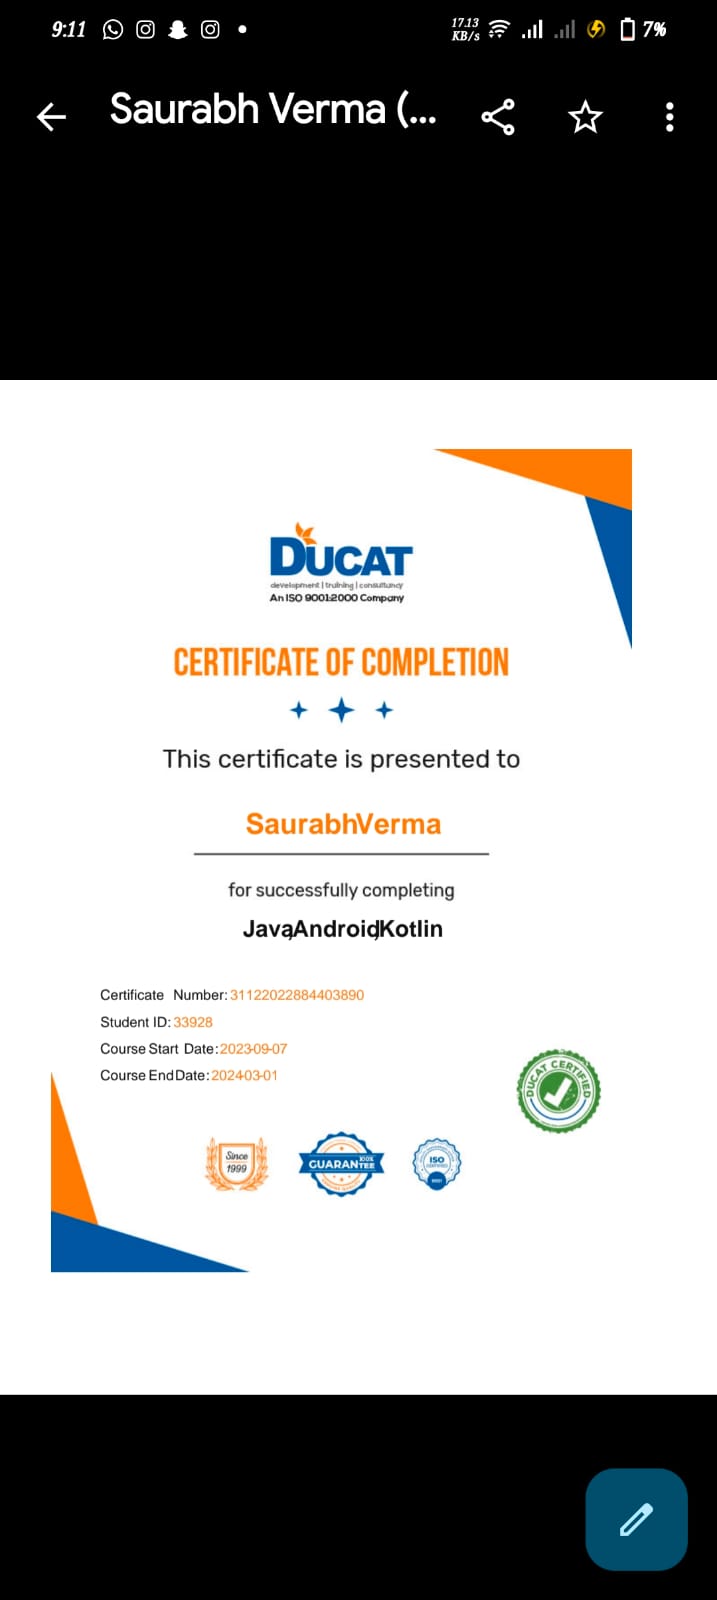 9:11
17.13 KB/s
7%
Saurabh Verma (...
DUCAT
development | training | consultancy
An ISO 9001:2000 Company
CERTIFICATE OF COMPLETION
This certificate is presented to
SaurabhVerma
for successfully completing
Java,Android,Kotlin
Certificate Number: 31122022884403890
Student ID: 33928
Course Start Date: 2023-09-07
Course End Date: 2024-03-01
DUCAT CERTIFIED
Since
1999
100%
GUARANTEE
ISO
CERTIFIED
9001